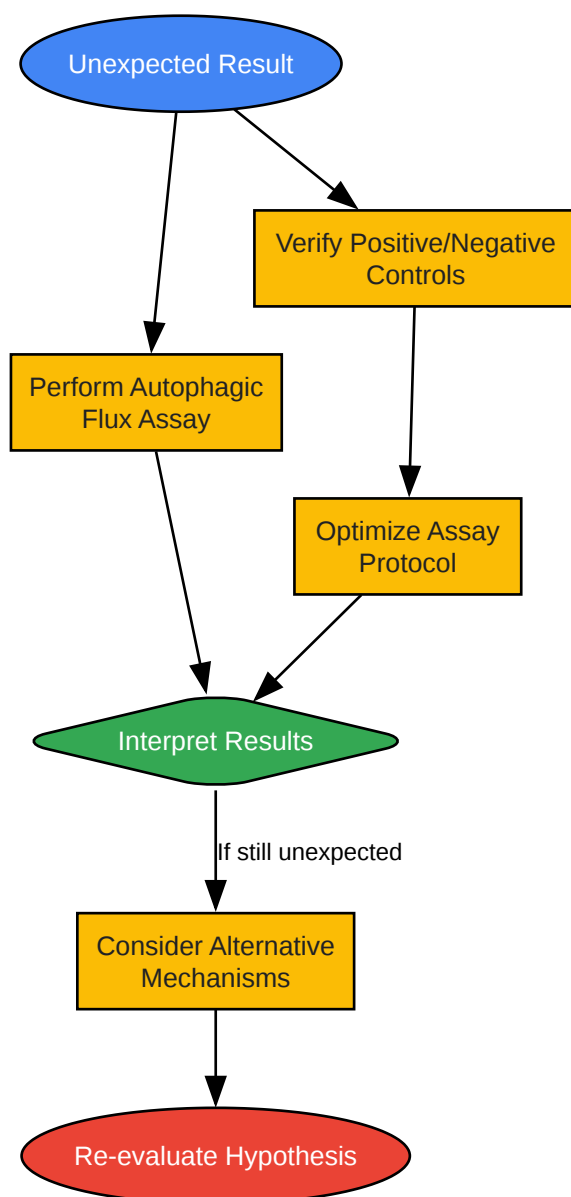 Unexpected Result
Verify Positive/Negative
Controls
Perform Autophagic
Flux Assay
Optimize Assay
Protocol
Interpret Results
If still unexpected
Consider Alternative
Mechanisms
Re-evaluate Hypothesis